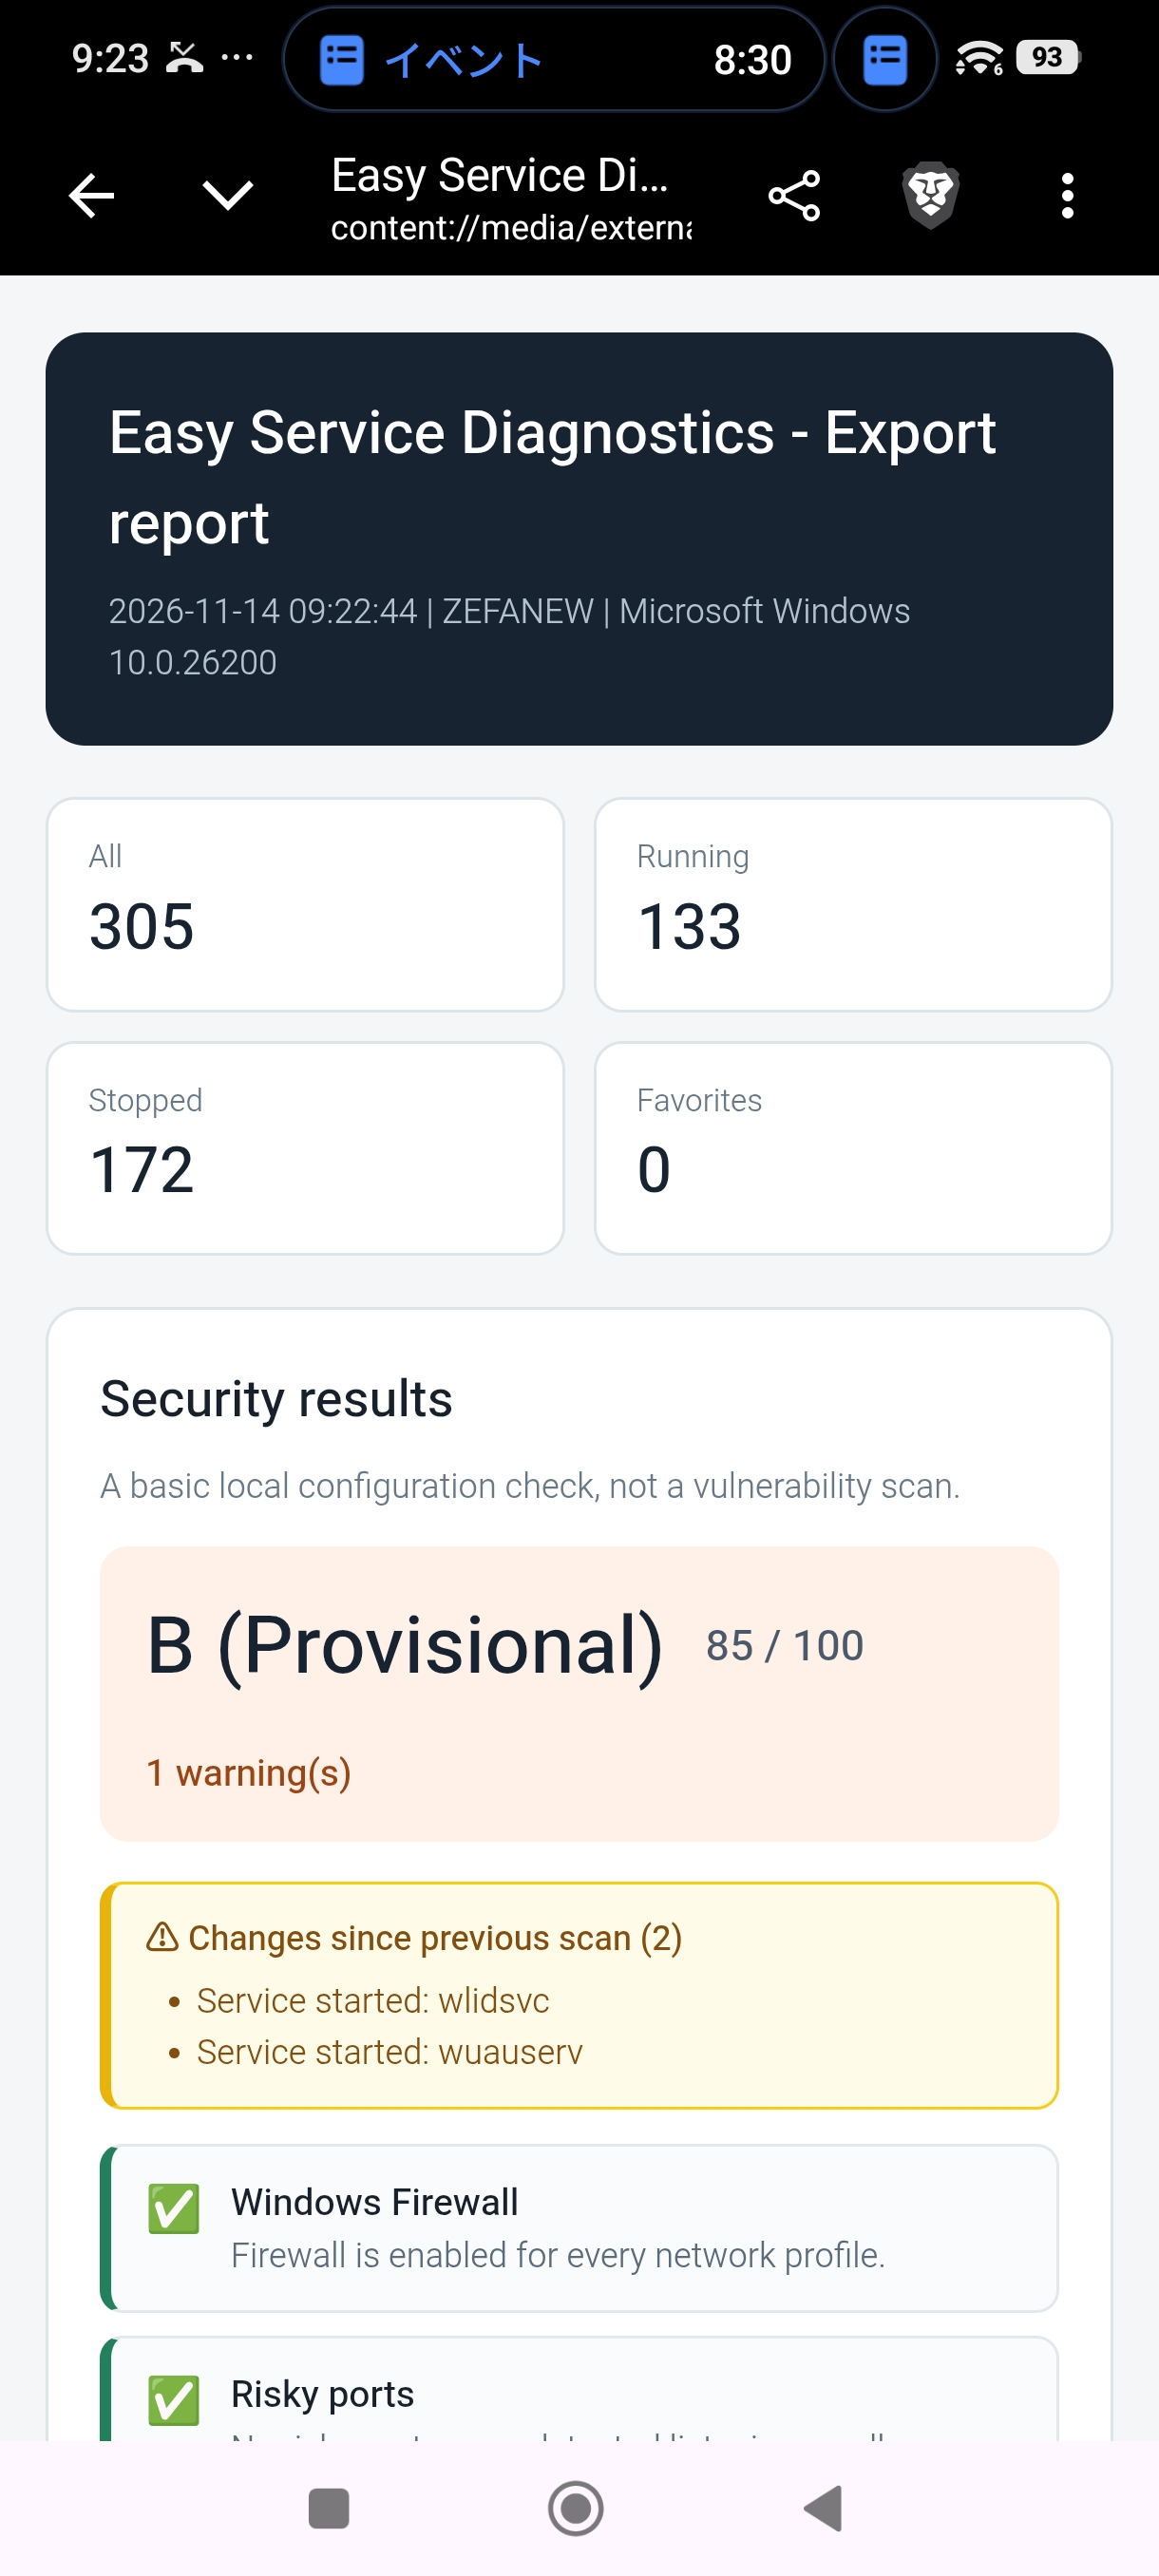 9:23 ... イベント 8:30 6 93
Easy Service Di...
content://media/externa
Easy Service Diagnostics - Export
report
2026-11-14 09:22:44 | ZEFANEW | Microsoft Windows
10.0.26200
All
305
Running
133
Stopped
172
Favorites
0
Security results
A basic local configuration check, not a vulnerability scan.
B (Provisional) 85 / 100
1 warning(s)
⚠ Changes since previous scan (2)
• Service started: wlidsvc
• Service started: wuauserv
✅ Windows Firewall
Firewall is enabled for every network profile.
✅ Risky ports